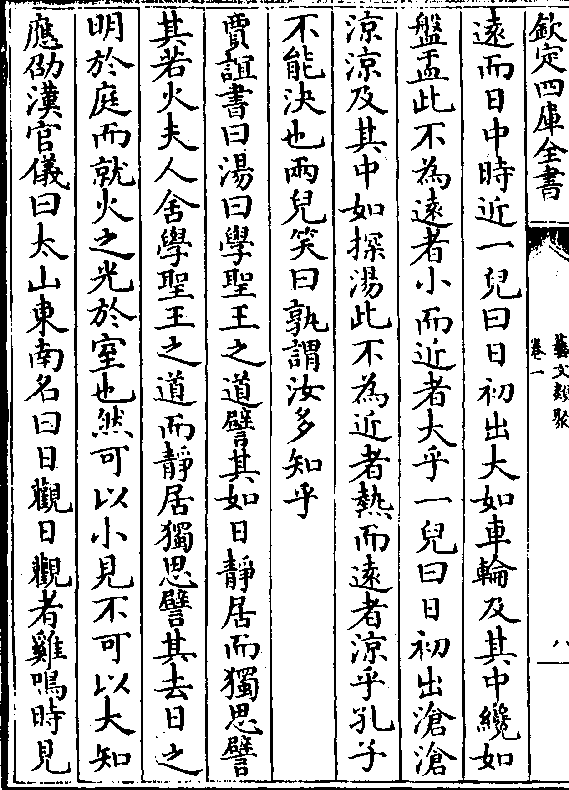 欽定四庫全書
藝文類聚
卷一
八
遠而日中時近一兒曰日初出大如車輪及其中纔如
盤盂此不為遠者小而近者大乎一兒曰日初出滄滄
涼涼及其中如探湯此不為近者熱而遠者涼乎孔子
不能決也兩兒笑曰孰謂汝多知乎
賈誼書曰湯曰學聖王之道譬其如日靜居而獨思譬
其若火夫人舍學聖王之道而靜居獨思譬其去日之
明於庭而就火之光於室也然可以小見不可以大知
應劭漢官儀曰太山東南名曰日觀日觀者雞鳴時見